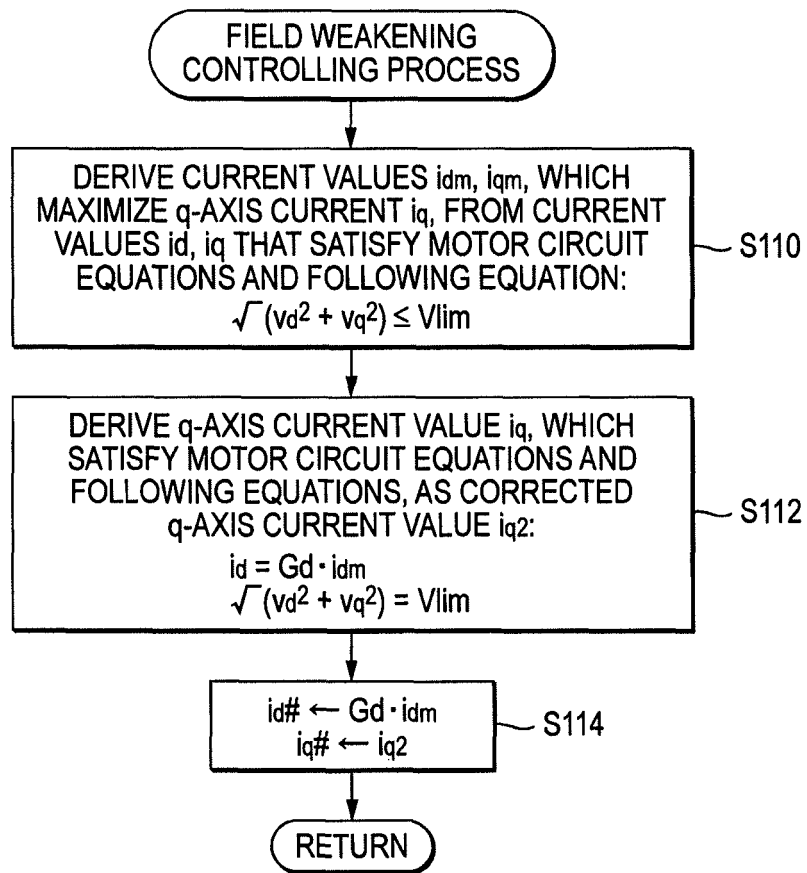 FIELD WEAKENING
CONTROLLING PROCESS
DERIVE CURRENT VALUES idm, iqm, WHICH
MAXIMIZE q-AXIS CURRENT iq, FROM CURRENT
VALUES id, iq THAT SATISFY MOTOR CIRCUIT
EQUATIONS AND FOLLOWING EQUATION:
√(vd² + vq²) ≤ Vlim
S110
DERIVE q-AXIS CURRENT VALUE iq, WHICH
SATISFY MOTOR CIRCUIT EQUATIONS AND
FOLLOWING EQUATIONS, AS CORRECTED
q-AXIS CURRENT VALUE iq2:
id = Gd · idm
√(vd² + vq²) = Vlim
S112
id# ← Gd · idm
iq# ← iq2
S114
RETURN